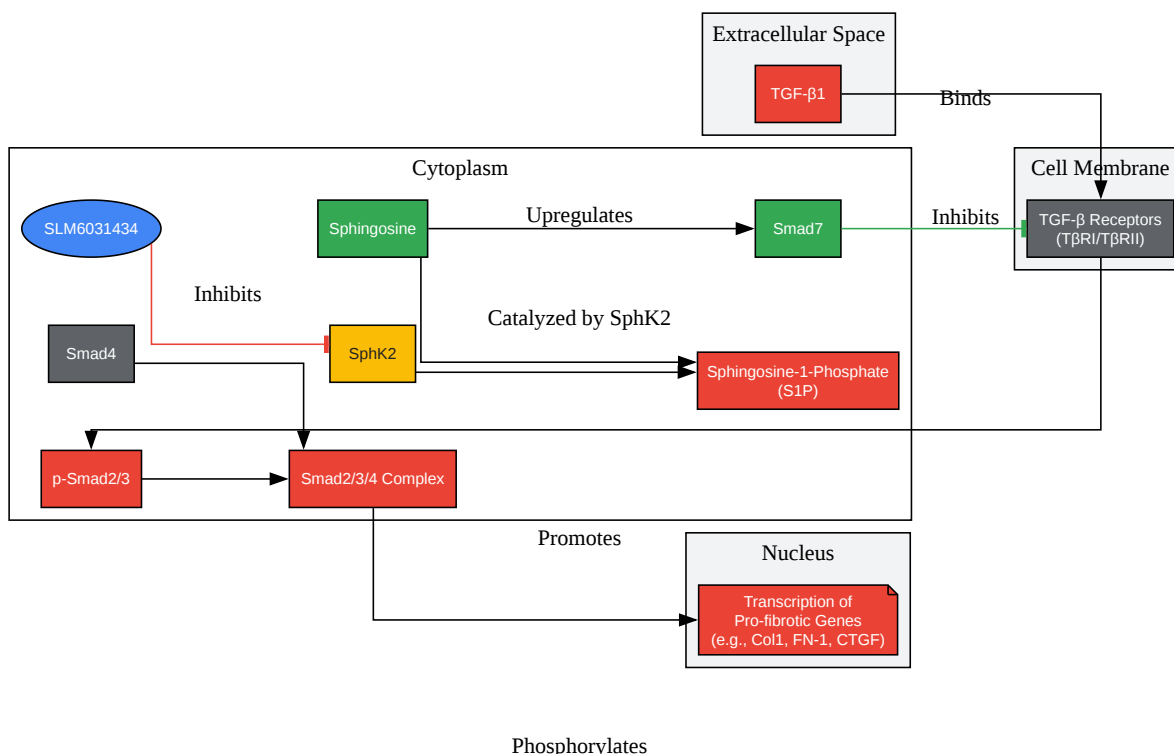 Extracellular Space
TGF-β1
Binds
Cytoplasm
Cell Membrane
SLM6031434
Sphingosine
Upregulates
Smad7
Inhibits
TGF-β Receptors
(TβRI/TβRII)
Inhibits
Catalyzed by SphK2
Smad4
SphK2
Sphingosine-1-Phosphate
(S1P)
p-Smad2/3
Smad2/3/4 Complex
Promotes
Nucleus
Transcription of
Pro-fibrotic Genes
(e.g., Col1, FN-1, CTGF)
Phosphorylates